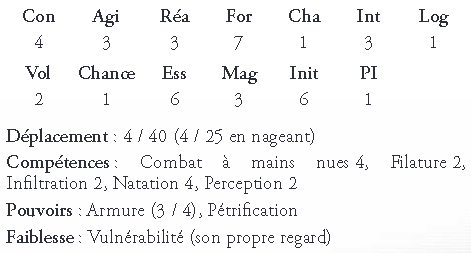 Con Agi Réa For Cha Int Log
4 3 3 7 1 3 1
Vol Chance Ess Mag Init PI
2 1 6 3 6 1
Déplacement : 4 / 40 (4 / 25 en nageant)
Compétences : Combat à mains nues 4, Filature 2,
Infiltration 2, Natation 4, Perception 2
Pouvoirs : Armure (3 / 4), Pétrification
Faiblesse : Vulnérabilité (son propre regard)